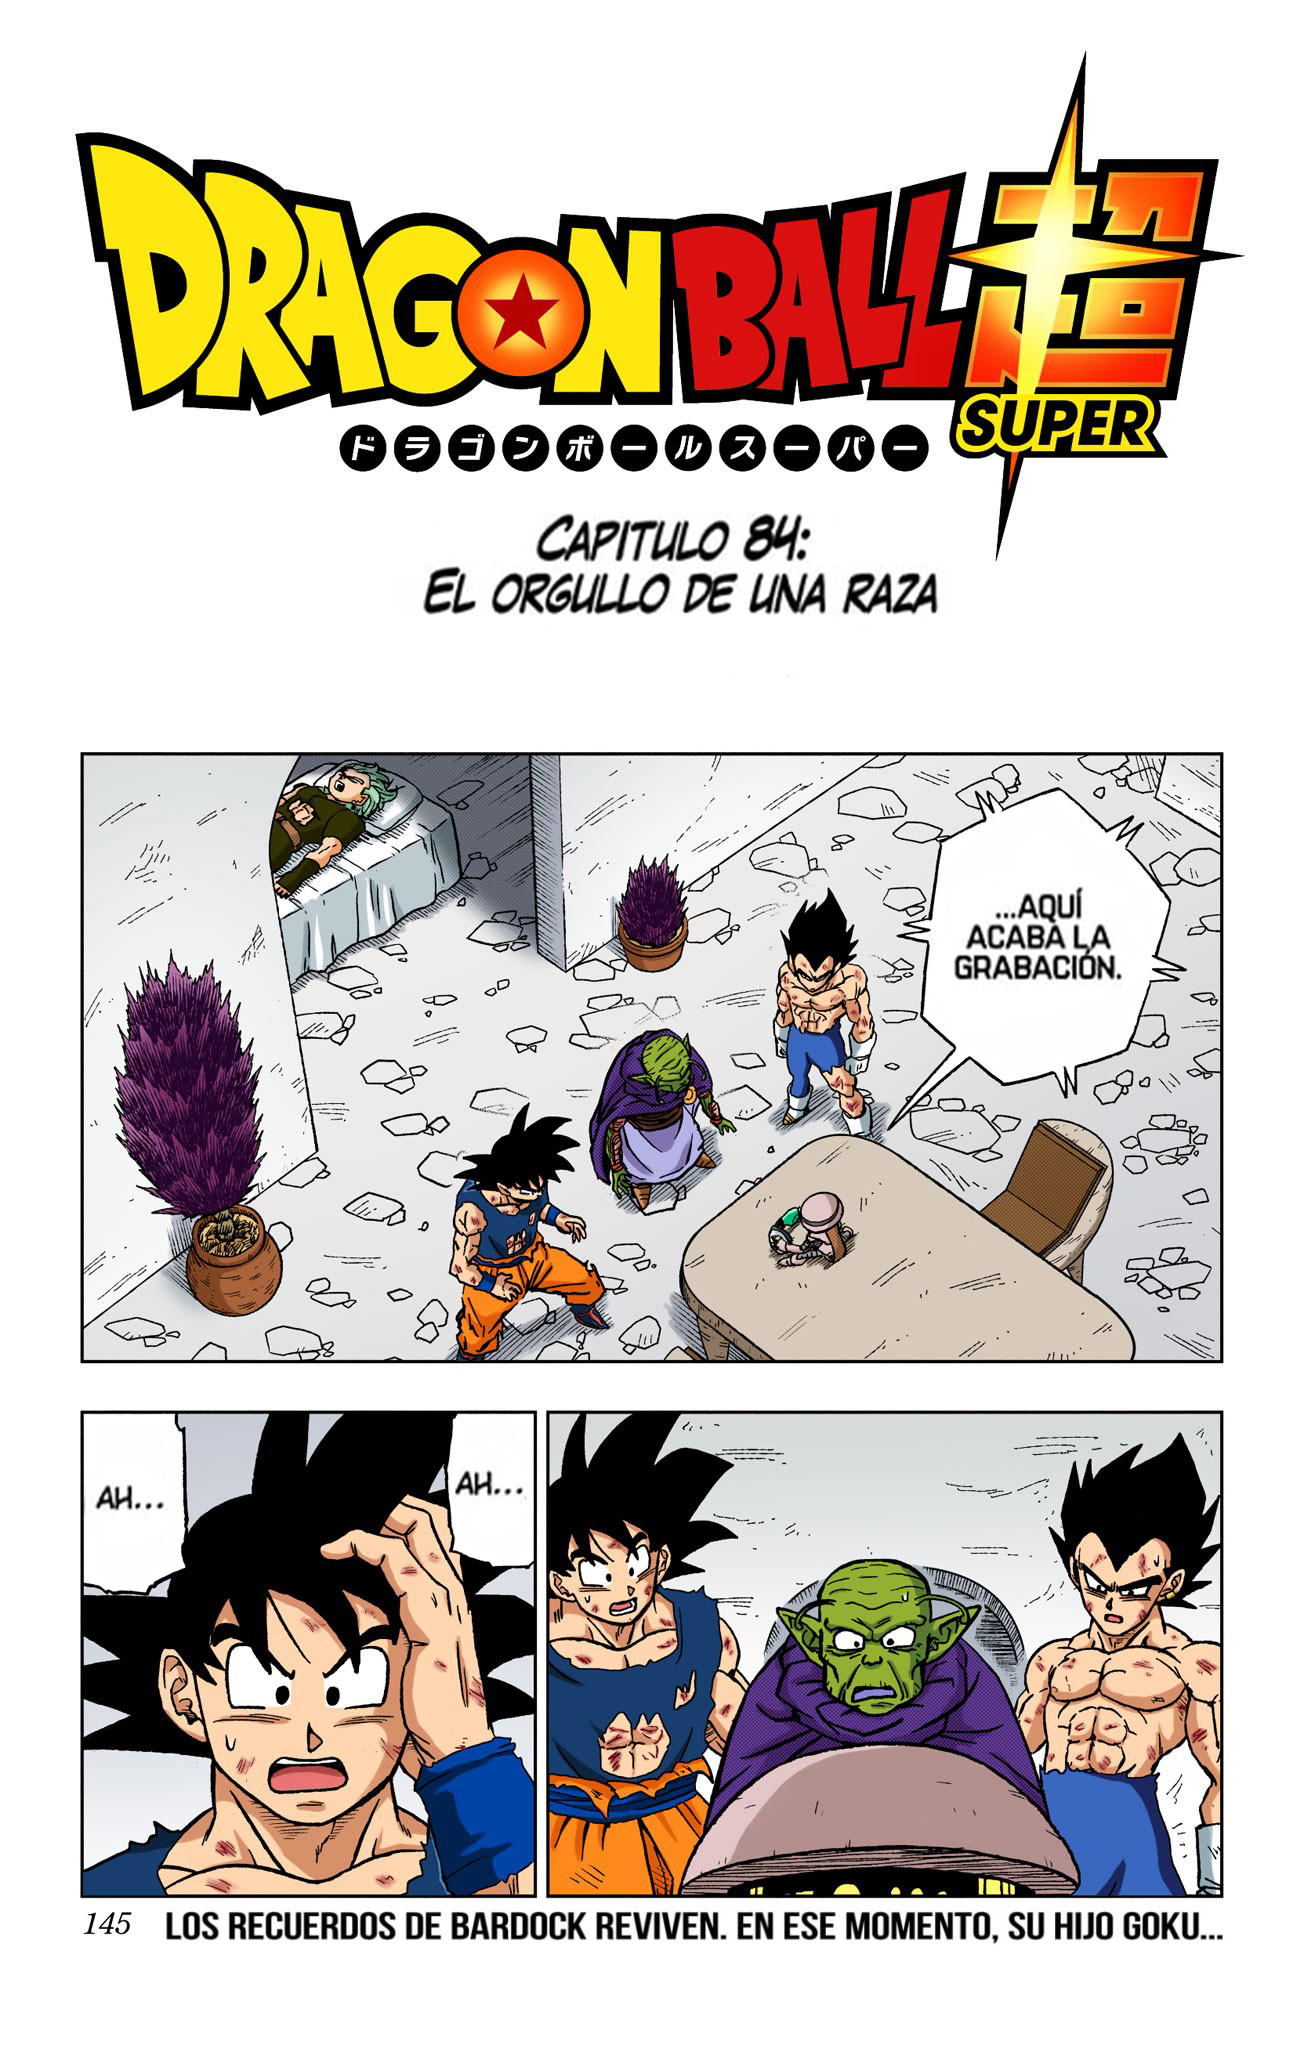 DRAGON BALL 超
SUPER
ドラゴンボールスーパー
CAPITULO 84:
EL ORGULLO DE UNA RAZA
...AQUÍ
ACABA LA
GRABACIÓN.
AH...
AH...
145 LOS RECUERDOS DE BARDOCK REVIVEN. EN ESE MOMENTO, SU HIJO GOKU...